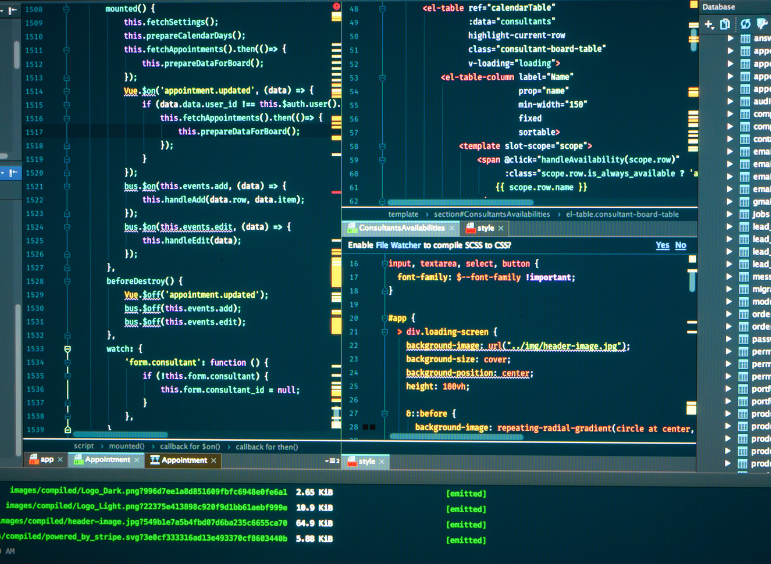 1508 mounted() {
1509 this.fetchSettings();
1510 this.prepareCalendarDays();
1511 this.fetchAppointments().then(()=> {
1512 this.prepareDataForBoard();
1513 });
1514 Vue.$on('appointment.updated', (data) => {
1515 if (data.data.user_id !== this.$auth.user().
1516 this.fetchAppointments().then(()=> {
1517 this.prepareDataForBoard();
1518 });
1519 }
1520 });
1521 bus.$on(this.events.add, (data) => {
1522 this.handleAdd(data.row, data.item);
1523 });
1524 bus.$on(this.events.edit, (data) => {
1525 this.handleEdit(data);
1526 });
1527 },
1528 beforeDestroy() {
1529 Vue.$off('appointment.updated');
1530 bus.$off(this.events.add);
1531 bus.$off(this.events.edit);
1532 },
1533 watch: {
1534 'form.consultant': function () {
1535 if (!this.form.consultant) {
1536 this.form.consultant_id = null;
1537 }
1538 },
1539 }
script › mounted() › callback for $on() › callback for then()
app × Appointment × Appointment ×
48 <el-table ref="calendarTable"
49 :data="consultants"
50 highlight-current-row
51 class="consultant-board-table"
52 v-loading="loading">
53 <el-table-column label="Name"
54 prop="name"
55 min-width="150"
56 fixed
57 sortable>
58 <template slot-scope="scope">
59 <span @click="handleAvailability(scope.row)"
60 :class="scope.row.is_always_available ? 'a
61 {{ scope.row.name }}
62
template › section#ConsultantsAvailabilities › el-table.consultant-board-table
ConsultantsAvailabilities × style ×
Enable File Watcher to compile SCSS to CSS? Yes No
16 input, textarea, select, button {
17 font-family: $--font-family !important;
18 }
19
20 #app {
21 > div.loading-screen {
22 background-image: url("../img/header-image.jpg");
23 background-size: cover;
24 background-position: center;
25 height: 100vh;
26
27 &::before {
28 background-image: repeating-radial-gradient(circle at center,
style ×
Database
answ
appo
appo
appo
appo
audi
comp
comp
emai
emai
emai
emai
gmai
jobs
lead_
lead_
lead_
lead_
mess
migra
modu
orde
orde
pass
perm
perm
perm
portf
portf
prod
prod
prod
prod
images/compiled/Logo_Dark.png?996d7ee1a8d851609fbfc6948e0fe6a1 2.65 KiB [emitted]
images/compiled/Logo_Light.png?22375e413898c920f9d1bb61aebf999e 10.9 KiB [emitted]
images/compiled/header-image.jpg?549b1e7e5b4fbd07d6ba235c6655ca70 64.9 KiB [emitted]
s/compiled/powered_by_stripe.svg?3e0cf333316ad13e493370cf8603440b 5.88 KiB [emitted]
AM